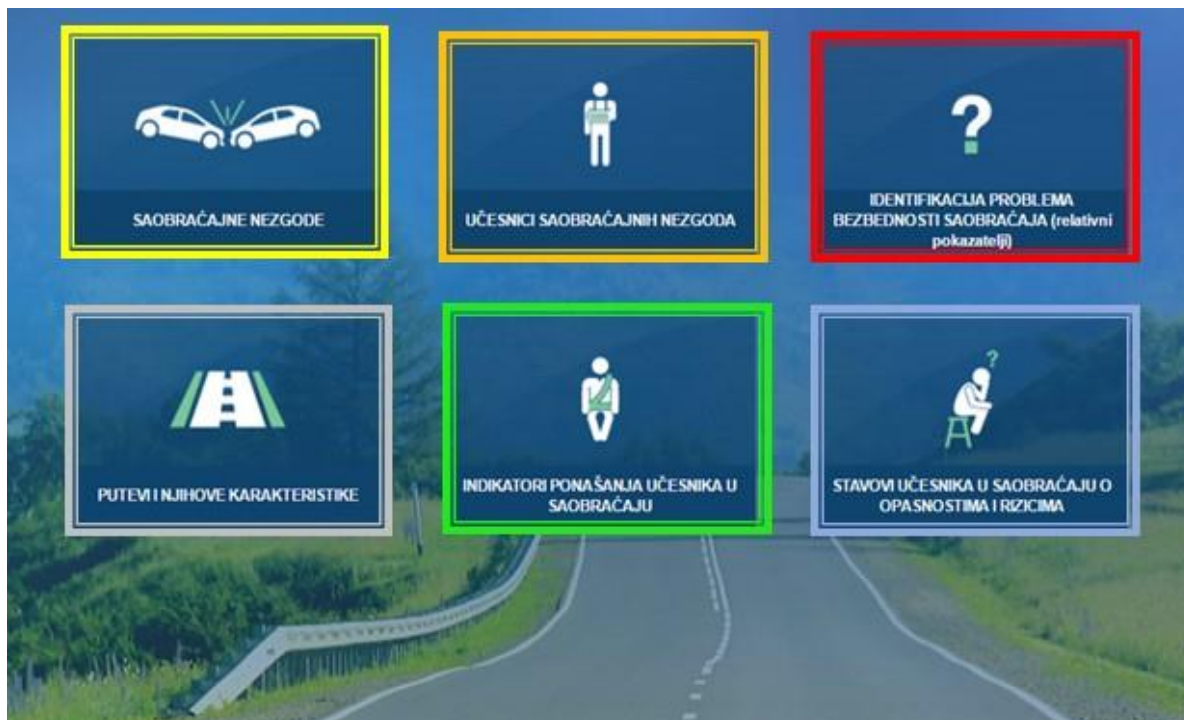 SAOBRAĆAJNE NEZGODE
UČESNICI SAOBRAĆAJNIH NEZGODA
IDENTIFIKACIJA PROBLEMA
BEZBEDNOSTI SAOBRAĆAJA (relativni
pokazatelji)
PUTEVI I NJIHOVE KARAKTERISTIKE
INDIKATORI PONAŠANJA UČESNIKA U
SAOBRAĆAJU
STAVOVI UČESNIKA U SAOBRAĆAJU O
OPASNOSTIMA I RIZICIMA